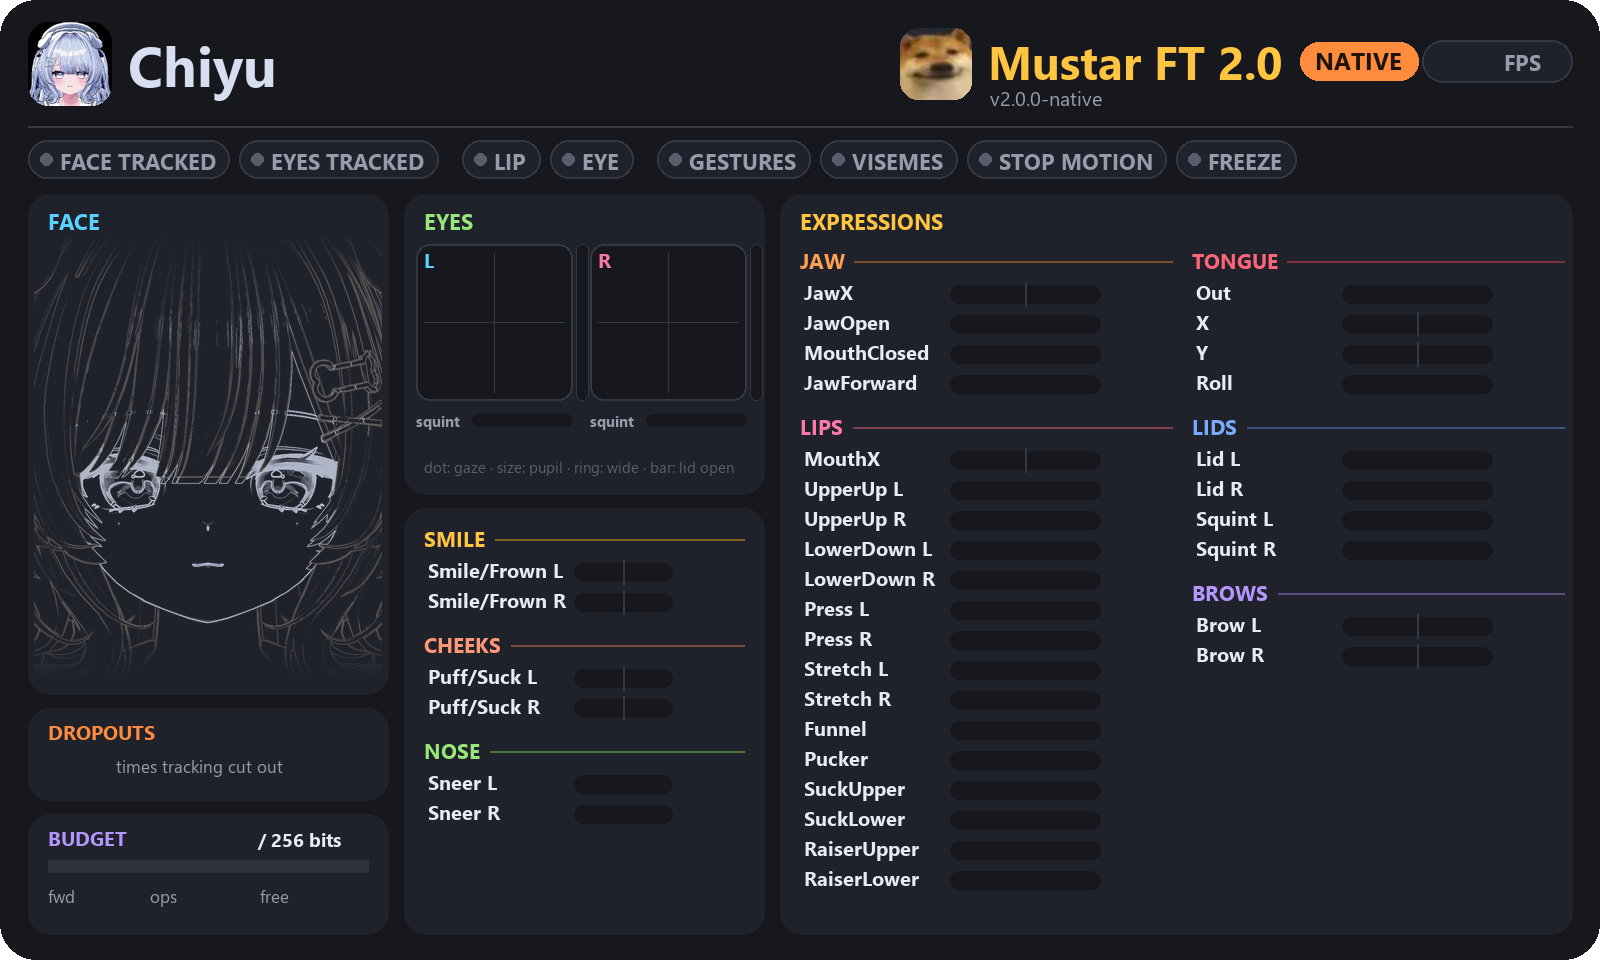 Chiyu
Mustar FT 2.0
NATIVE
FPS
v2.0.0-native
FACE TRACKED
EYES TRACKED
LIP
EYE
GESTURES
VISEMES
STOP MOTION
FREEZE
FACE
DROPOUTS
times tracking cut out
BUDGET
/ 256 bits
fwd
ops
free
EYES
L
R
squint
squint
dot: gaze · size: pupil · ring: wide · bar: lid open
SMILE
Smile/Frown L
Smile/Frown R
CHEEKS
Puff/Suck L
Puff/Suck R
NOSE
Sneer L
Sneer R
EXPRESSIONS
JAW
JawX
JawOpen
MouthClosed
JawForward
LIPS
MouthX
UpperUp L
UpperUp R
LowerDown L
LowerDown R
Press L
Press R
Stretch L
Stretch R
Funnel
Pucker
SuckUpper
SuckLower
RaiserUpper
RaiserLower
TONGUE
Out
X
Y
Roll
LIDS
Lid L
Lid R
Squint L
Squint R
BROWS
Brow L
Brow R